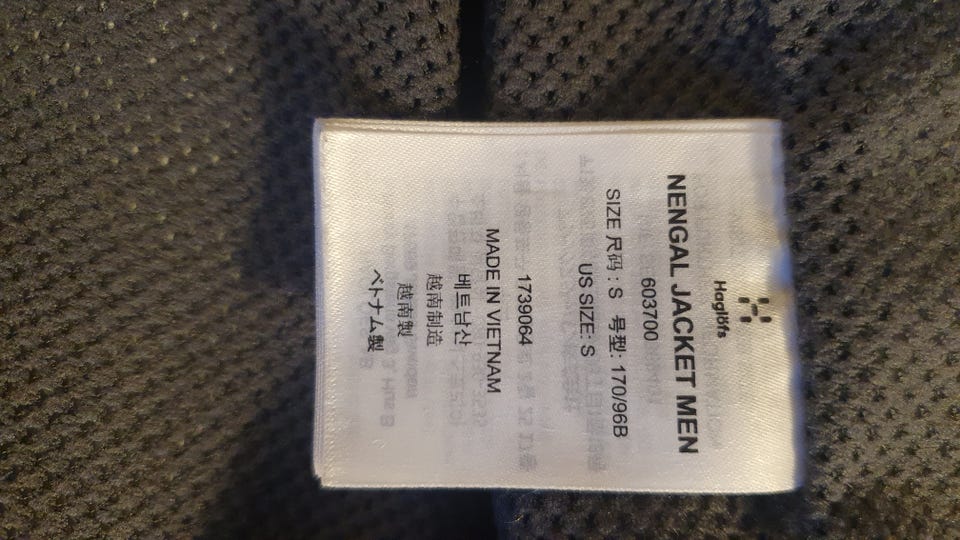 Haglöfs
NENGAL JACKET MEN
603700
SIZE 尺码 : S 号型: 170/96B
US SIZE: S
1739064
MADE IN VIETNAM
베트남산
越南制造
越南製
ベトナム製